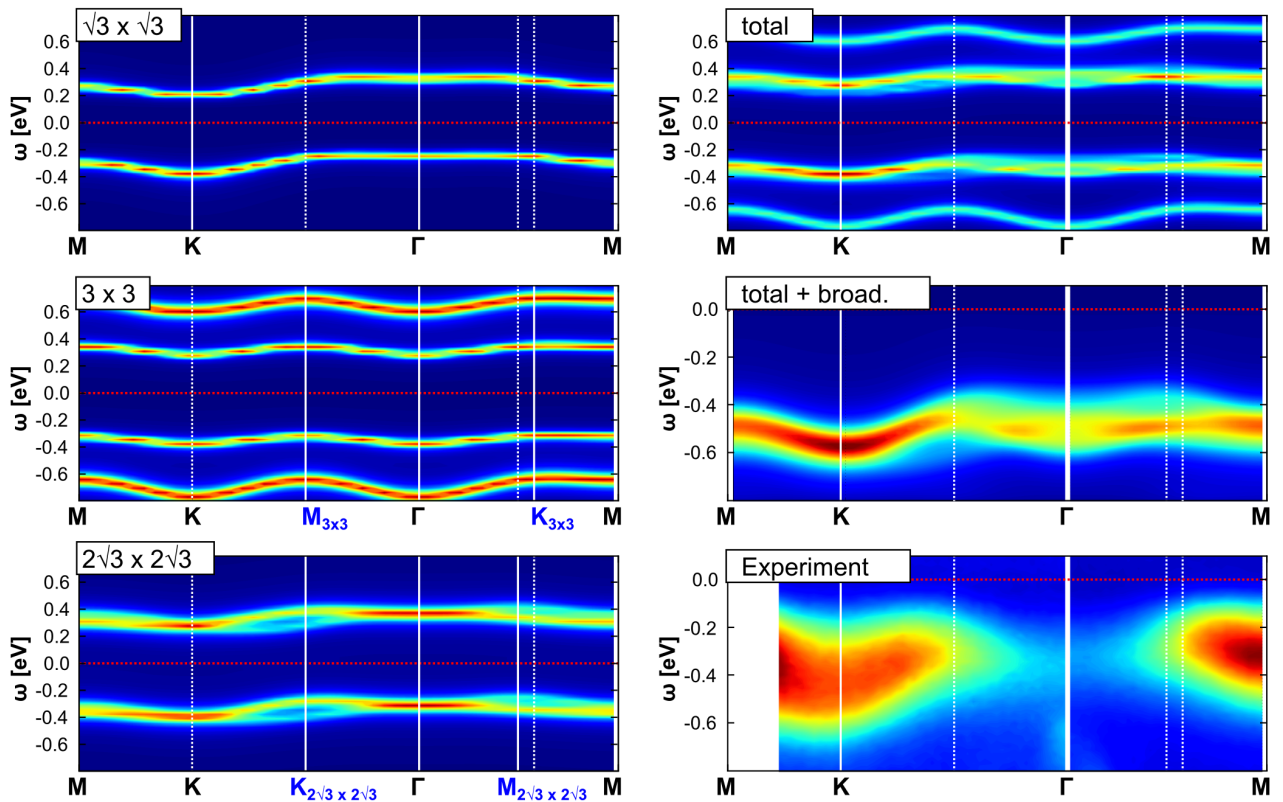 √3 x √3
ω [eV]
0.6
0.4
0.2
0.0
-0.2
-0.4
-0.6
M K Γ M
total
ω [eV]
0.6
0.4
0.2
0.0
-0.2
-0.4
-0.6
M K Γ M
3 x 3
ω [eV]
0.6
0.4
0.2
0.0
-0.2
-0.4
-0.6
M K M3x3 Γ K3x3 M
total + broad.
ω [eV]
0.0
-0.2
-0.4
-0.6
M K Γ M
2√3 x 2√3
ω [eV]
0.6
0.4
0.2
0.0
-0.2
-0.4
-0.6
M K K2√3 x 2√3 Γ M2√3 x 2√3 M
Experiment
ω [eV]
0.0
-0.2
-0.4
-0.6
M K Γ M